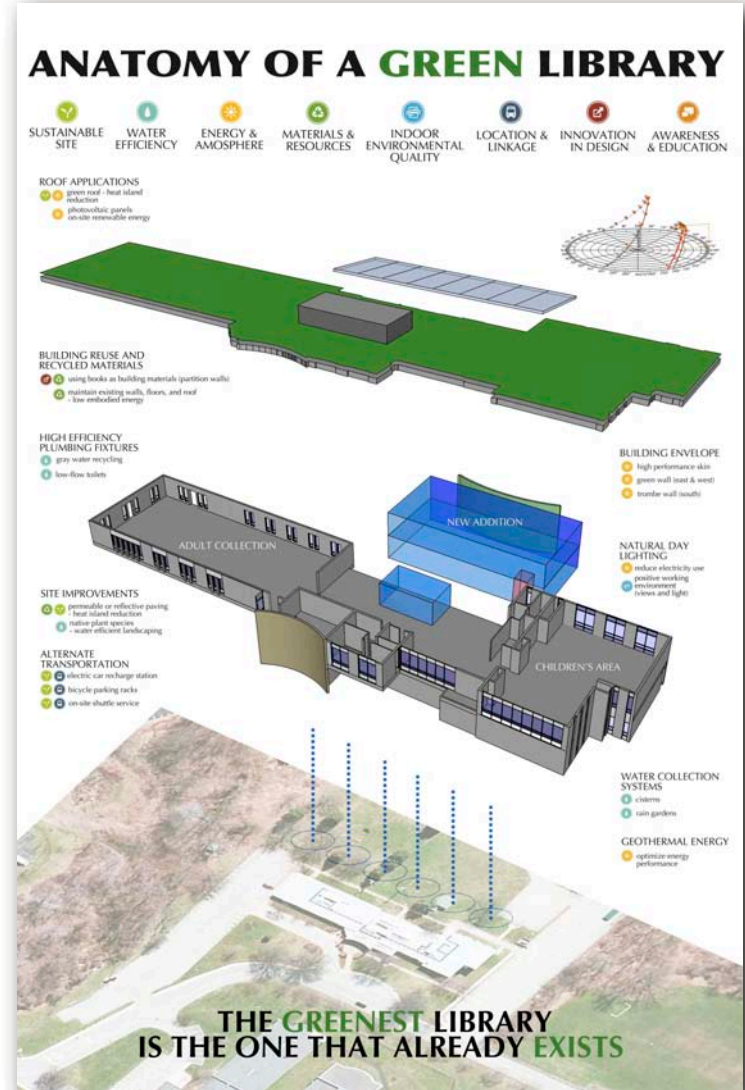 ANATOMY OF A GREEN LIBRARY
SUSTAINABLE
SITE
WATER
EFFICIENCY
ENERGY &
AMOSPHERE
MATERIALS &
RESOURCES
INDOOR
ENVIRONMENTAL
QUALITY
LOCATION &
LINKAGE
INNOVATION
IN DESIGN
AWARENESS
& EDUCATION
ROOF APPLICATIONS
green roof - heat island
reduction
photovoltaic panels
on-site renewable energy
BUILDING REUSE AND
RECYCLED MATERIALS
using books as building materials (partition walls)
maintain existing walls, floors, and roof
- low embodied energy
HIGH EFFICIENCY
PLUMBING FIXTURES
gray water recycling
low-flow toilets
BUILDING ENVELOPE
high performance skin
green wall (east & west)
trombe wall (south)
NEW ADDITION
ADULT COLLECTION
NATURAL DAY
LIGHTING
reduce electricity use
positive working
environment
(views and light)
SITE IMPROVEMENTS
permeable or reflective paving
- heat island reduction
native plant species
- water efficient landscaping
ALTERNATE
TRANSPORTATION
electric car recharge station
bicycle parking racks
on-site shuttle service
CHILDREN'S AREA
WATER COLLECTION
SYSTEMS
cisterns
rain gardens
GEOTHERMAL ENERGY
optimize energy
performance
THE GREENEST LIBRARY
IS THE ONE THAT ALREADY EXISTS